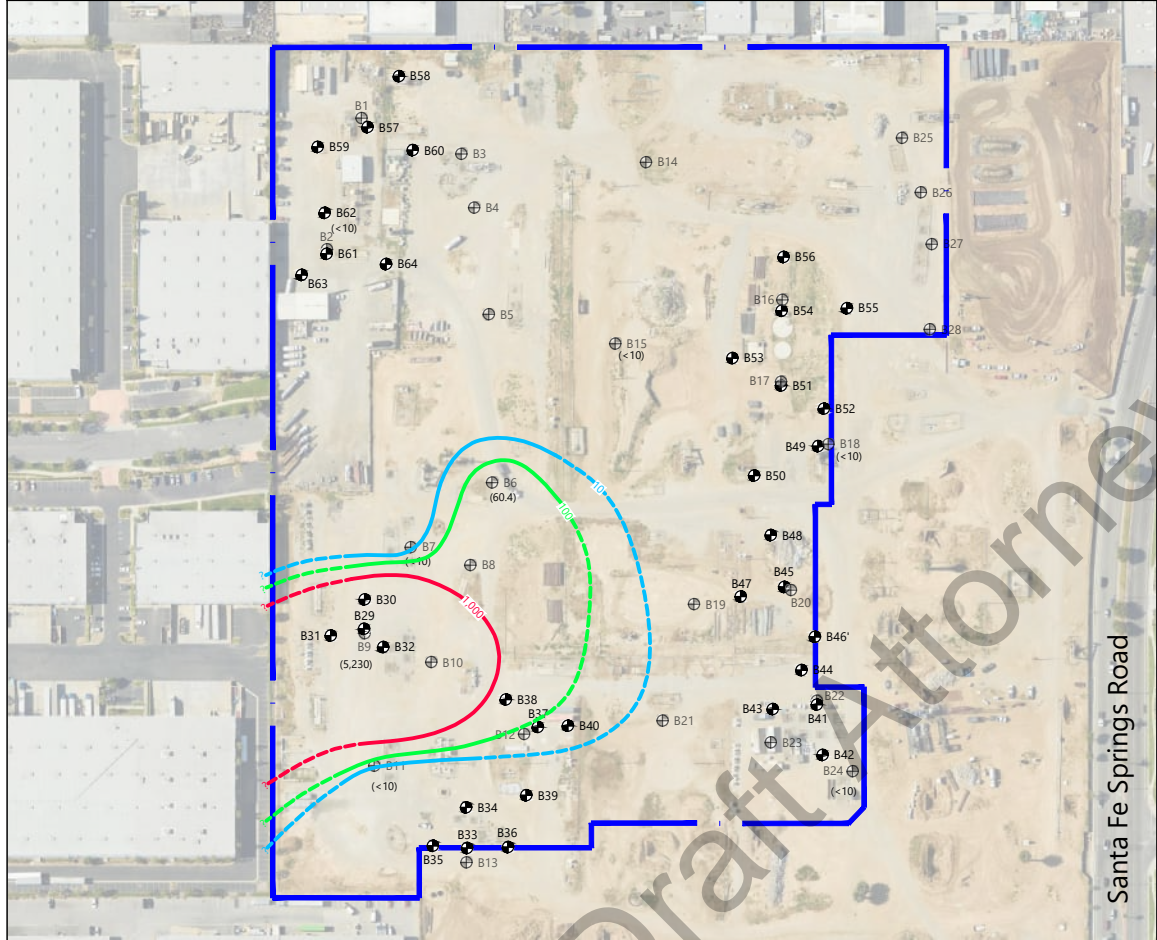 B58
B1
B57
B59
B60
B3
B14
B25
B26
B4
B62
(<10)
B2
B61
B64
B63
B27
B56
B16
B54
B55
B28
B5
B15
(<10)
B53
B17
B51
B52
B49
B18
(<10)
B50
B6
(60.4)
10
100
B7
(<10)
B8
B48
B45
B47
B20
B19
?
?
?
1,000
B30
B29
B31
B9
B32
(5,230)
B10
B46'
B44
B38
B37
B40
B12
B21
B43
B22
B41
B23
B42
B24
(<10)
B11
(<10)
?
?
?
B39
B34
B33
B36
B35
B13
Santa Fe Springs Road
Draft Attorney